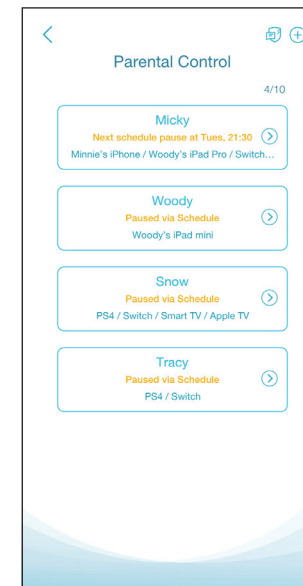 Parental Control
4/10
Micky
Next schedule pause at Tues, 21:30
Minnie's iPhone / Woody's iPad Pro / Switch...
Woody
Paused via Schedule
Woody's iPad mini
Snow
Paused via Schedule
PS4 / Switch / Smart TV / Apple TV
Tracy
Paused via Schedule
PS4 / Switch